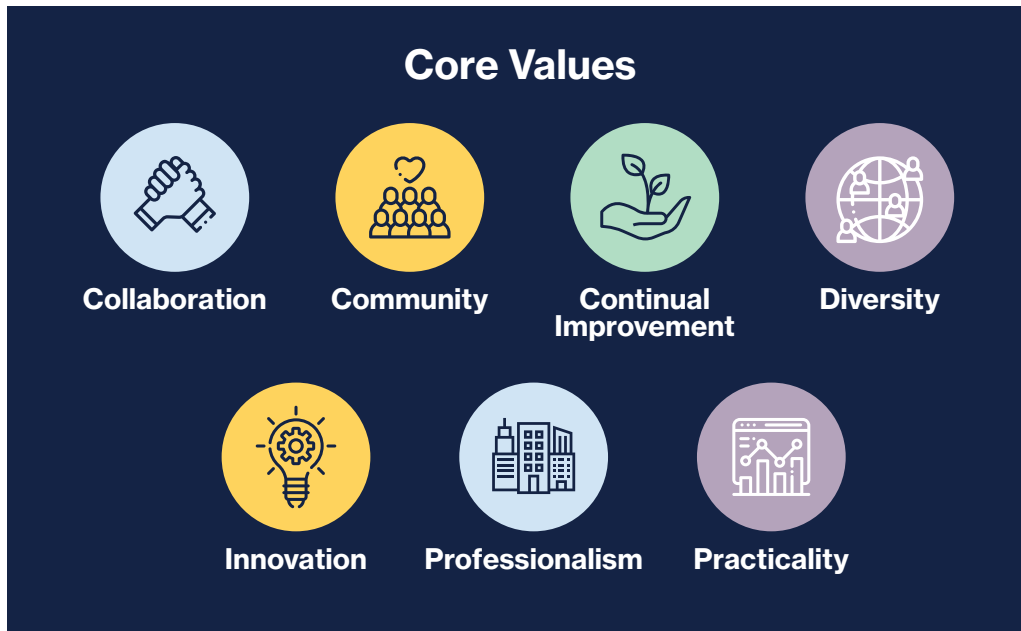 Core Values
Collaboration
Community
Continual
Improvement
Diversity
Innovation
Professionalism
Practicality